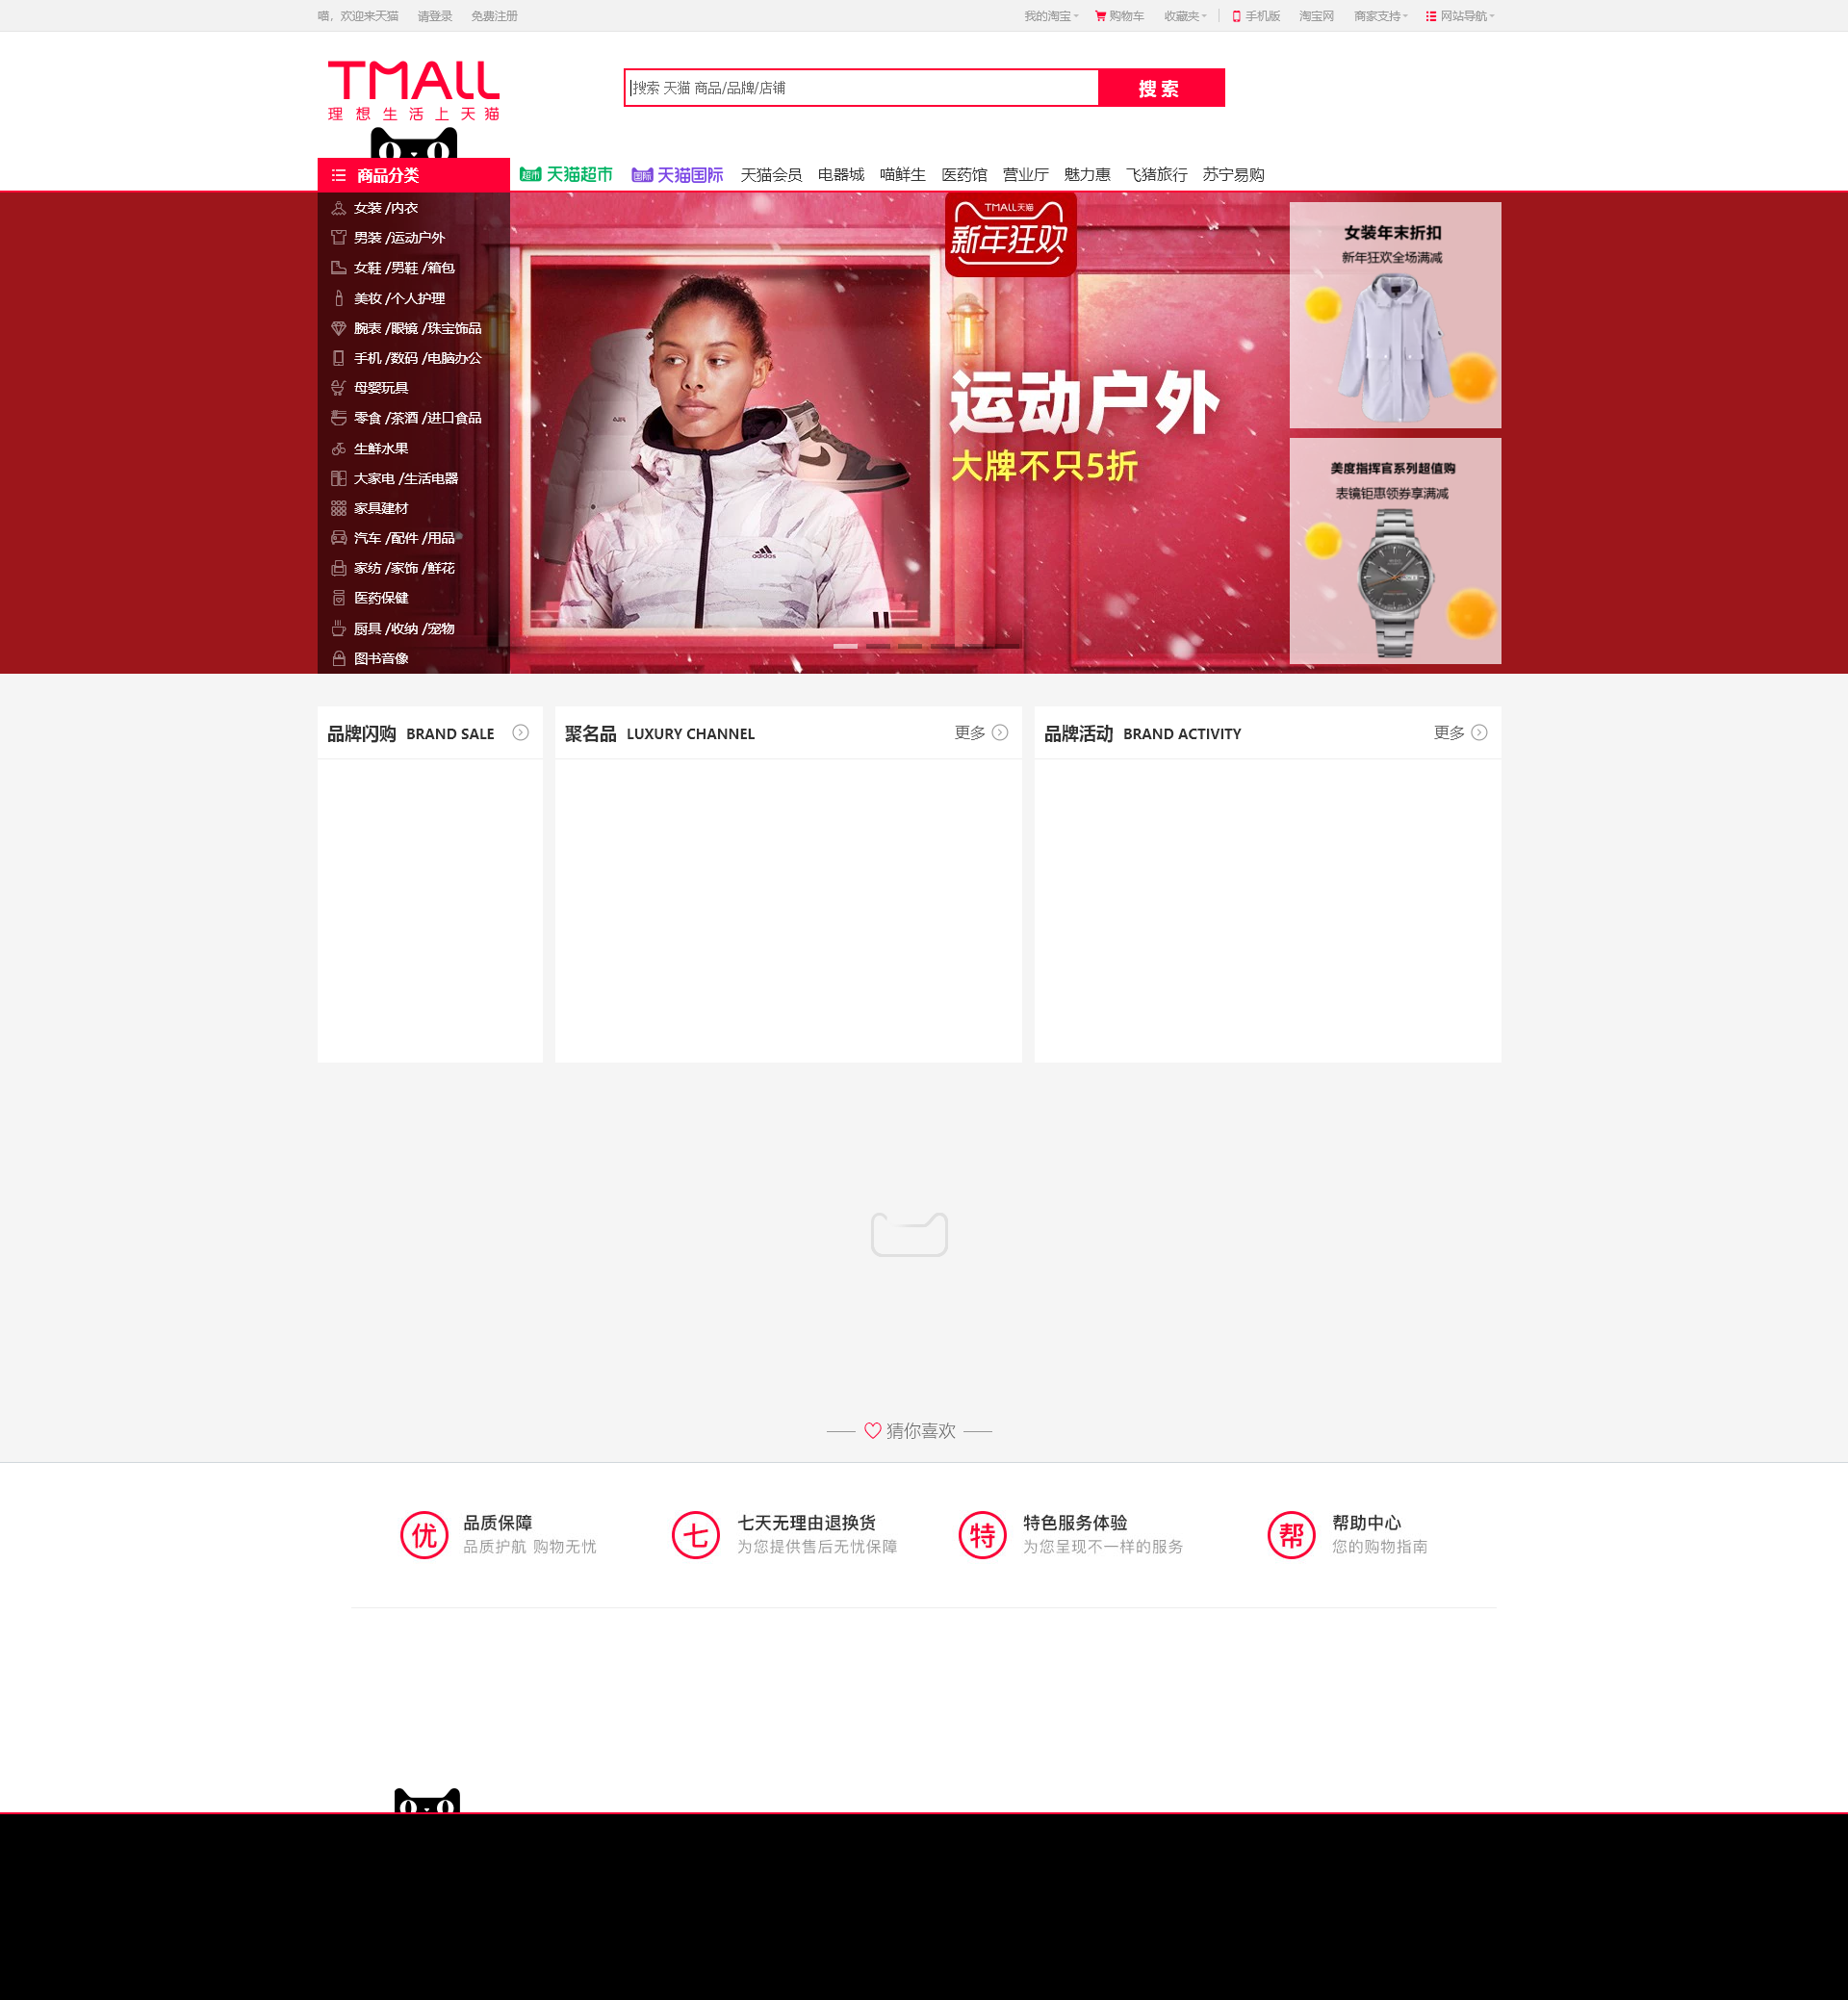 喵，欢迎来天猫 请登录 免费注册 我的淘宝 购物车 收藏夹 手机版 淘宝网 商家支持 网站导航
TMALL
理想生活上天猫
搜索 天猫 商品/品牌/店铺 搜索
商品分类 天猫超市 天猫国际 天猫会员 电器城 喵鲜生 医药馆 营业厅 魅力惠 飞猪旅行 苏宁易购
女装 /内衣
男装 /运动户外
女鞋 /男鞋 /箱包
美妆 /个人护理
腕表 /眼镜 /珠宝饰品
手机 /数码 /电脑办公
母婴玩具
零食 /茶酒 /进口食品
生鲜水果
大家电 /生活电器
家具建材
汽车 /配件 /用品
家纺 /家饰 /鲜花
医药保健
厨具 /收纳 /宠物
图书音像
TMALL天猫
新年狂欢
运动户外
大牌不只5折
adidas
女装年末折扣
新年狂欢全场满减
美度指挥官系列超值购
表镜钜惠领券享满减
品牌闪购 BRAND SALE
聚名品 LUXURY CHANNEL 更多
品牌活动 BRAND ACTIVITY 更多
猜你喜欢
优 品质保障
品质护航 购物无忧
七 七天无理由退换货
为您提供售后无忧保障
特 特色服务体验
为您呈现不一样的服务
帮 帮助中心
您的购物指南